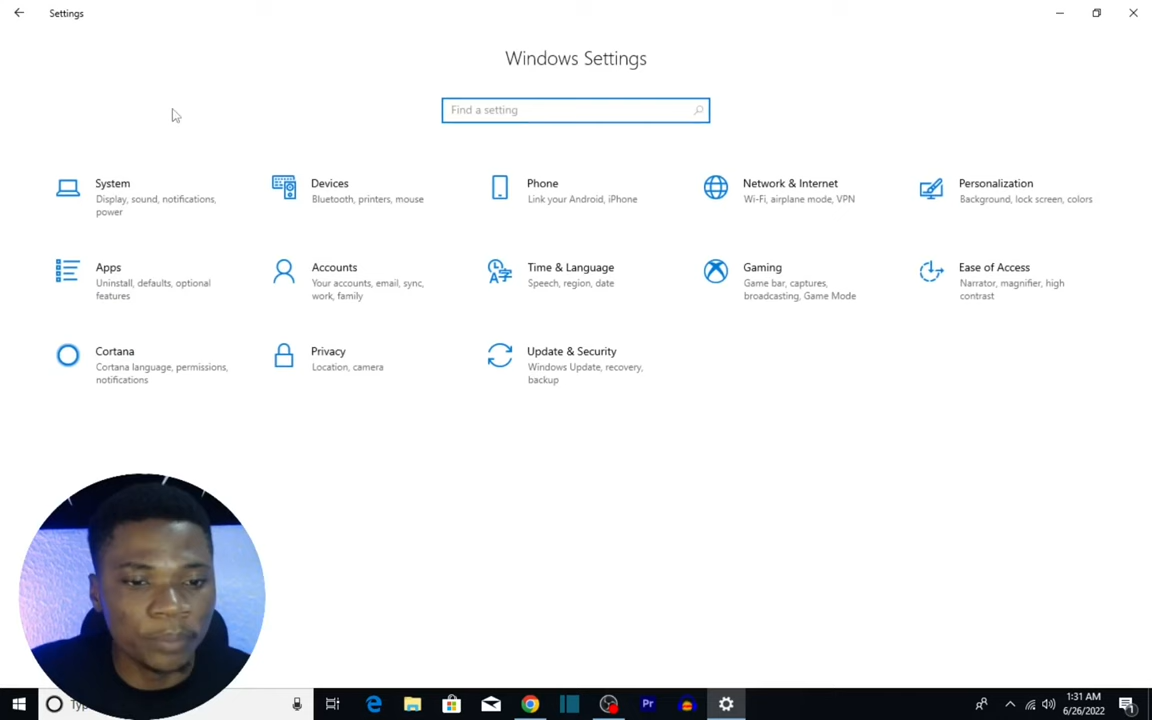 Settings
Windows Settings
Find a setting
System
Display, sound, notifications,
power
Devices
Bluetooth, printers, mouse
Phone
Link your Android, iPhone
Network & Internet
Wi-Fi, airplane mode, VPN
Personalization
Background, lock screen, colors
Apps
Uninstall, defaults, optional
features
Accounts
Your accounts, email, sync,
work, family
Time & Language
Speech, region, date
Gaming
Game bar, captures,
broadcasting, Game Mode
Ease of Access
Narrator, magnifier, high
contrast
Cortana
Cortana language, permissions,
notifications
Privacy
Location, camera
Update & Security
Windows Update, recovery,
backup
Pr
1:31 AM
6/26/2022
1